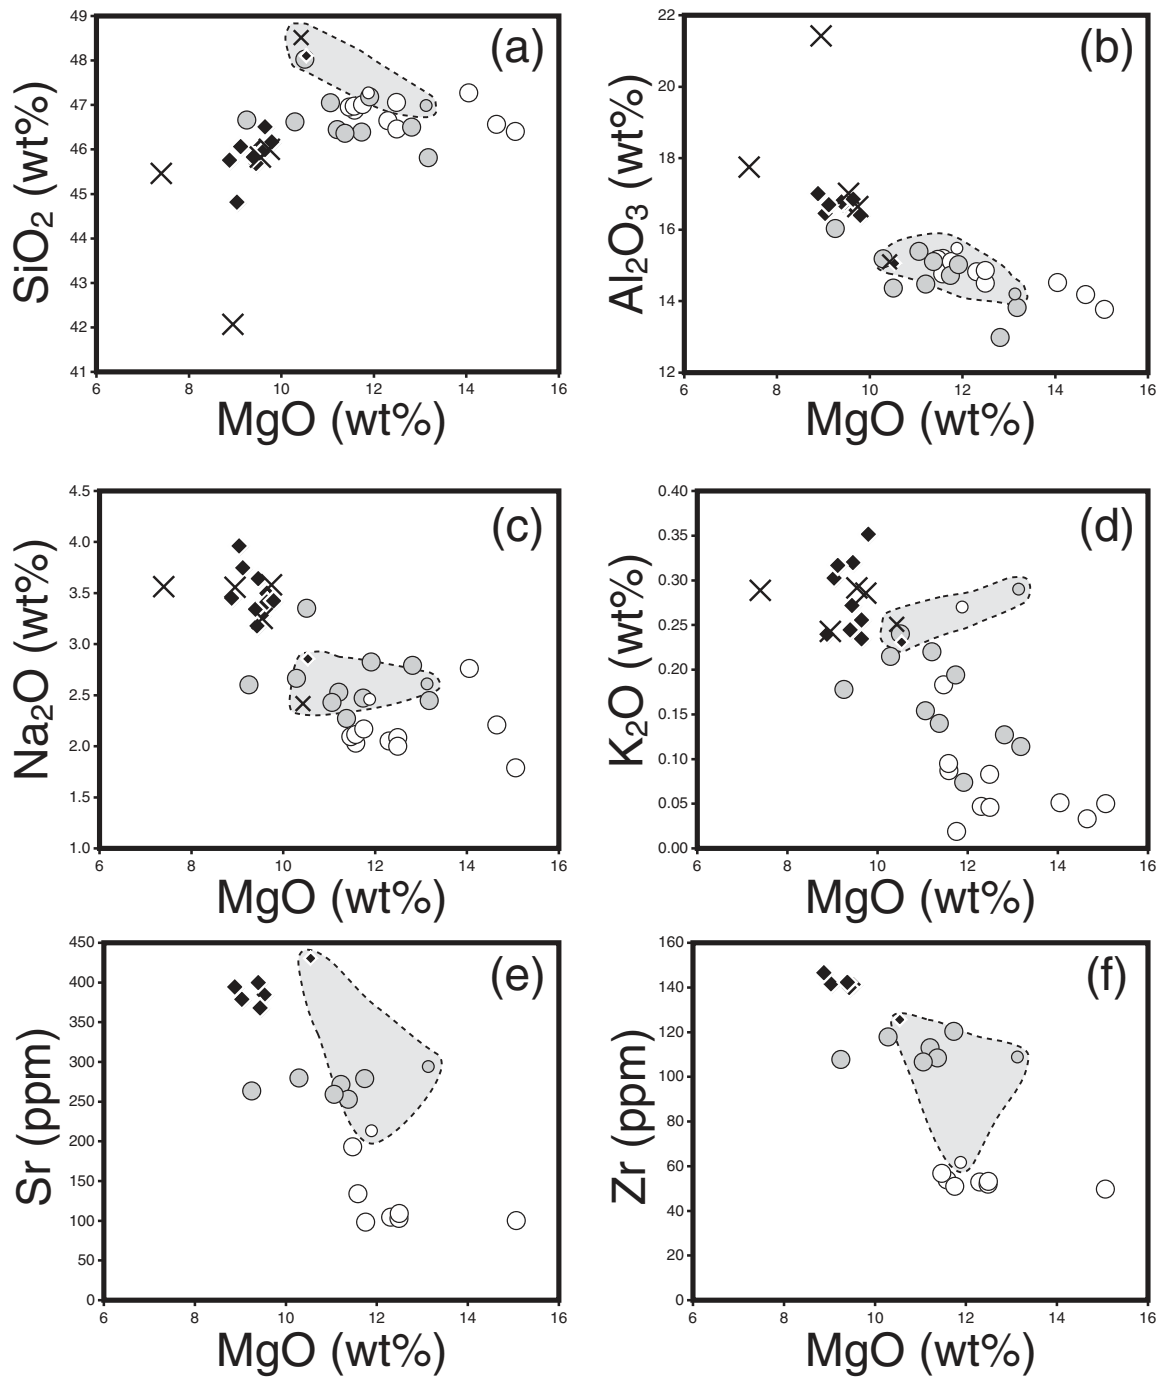 49
48
47
46
45
44
43
42
41
SiO2 (wt%)
(a)
6 8 10 12 14 16
MgO (wt%)
22
20
18
16
14
12
Al2O3 (wt%)
(b)
6 8 10 12 14 16
MgO (wt%)
4.5
4.0
3.5
3.0
2.5
2.0
1.5
1.0
Na2O (wt%)
(c)
6 8 10 12 14 16
MgO (wt%)
0.40
0.35
0.30
0.25
0.20
0.15
0.10
0.05
0.00
K2O (wt%)
(d)
6 8 10 12 14 16
MgO (wt%)
450
400
350
300
250
200
150
100
50
0
Sr (ppm)
(e)
6 8 10 12 14 16
MgO (wt%)
160
140
120
100
80
60
40
20
0
Zr (ppm)
(f)
6 8 10 12 14 16
MgO (wt%)